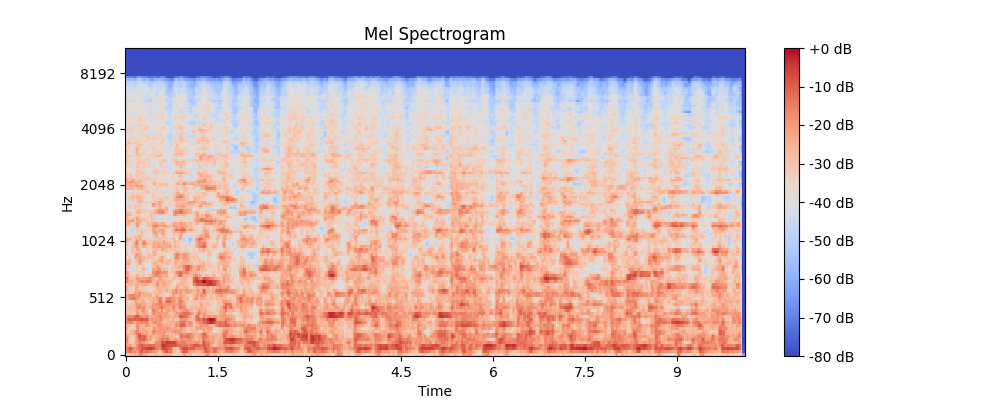 Mel Spectrogram
Hz
8192
4096
2048
1024
512
0
0 1.5 3 4.5 6 7.5 9
Time
+0 dB
-10 dB
-20 dB
-30 dB
-40 dB
-50 dB
-60 dB
-70 dB
-80 dB